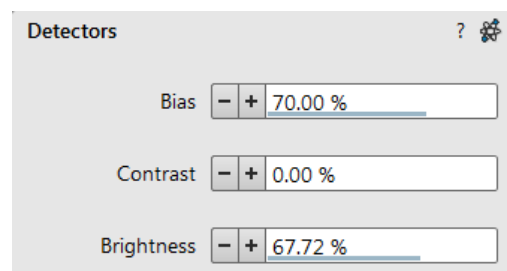 Detectors ?
Bias - + 70.00 %
Contrast - + 0.00 %
Brightness - + 67.72 %